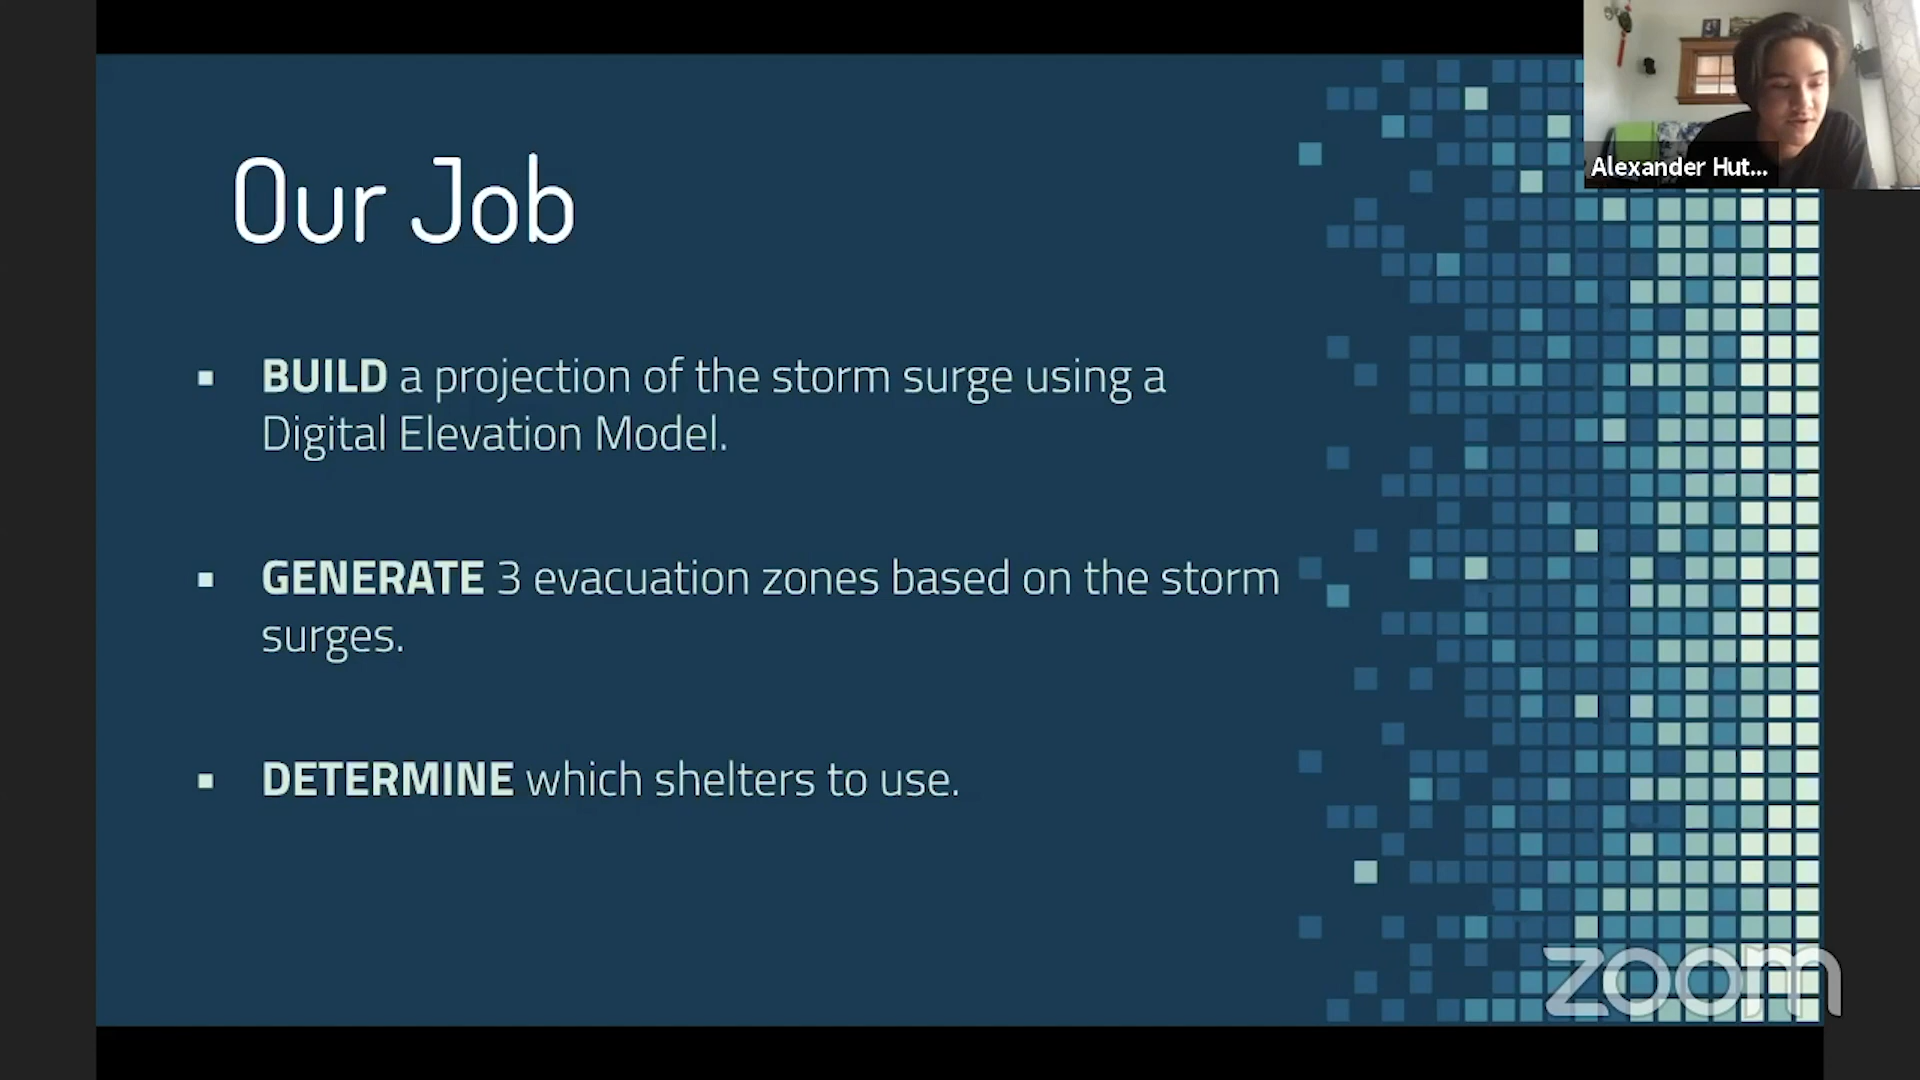 Our Job
▪ BUILD a projection of the storm surge using a
Digital Elevation Model.
▪ GENERATE 3 evacuation zones based on the storm
surges.
▪ DETERMINE which shelters to use.
Alexander Hut...
zoom